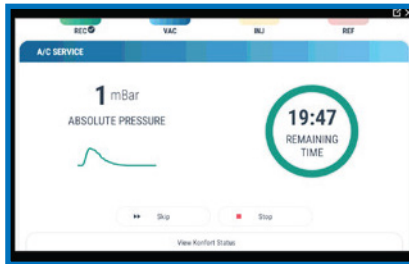 REC VAC INJ REF
A/C SERVICE
1 mBar
ABSOLUTE PRESSURE
19:47
REMAINING
TIME
Skip Stop
View Konfort Status